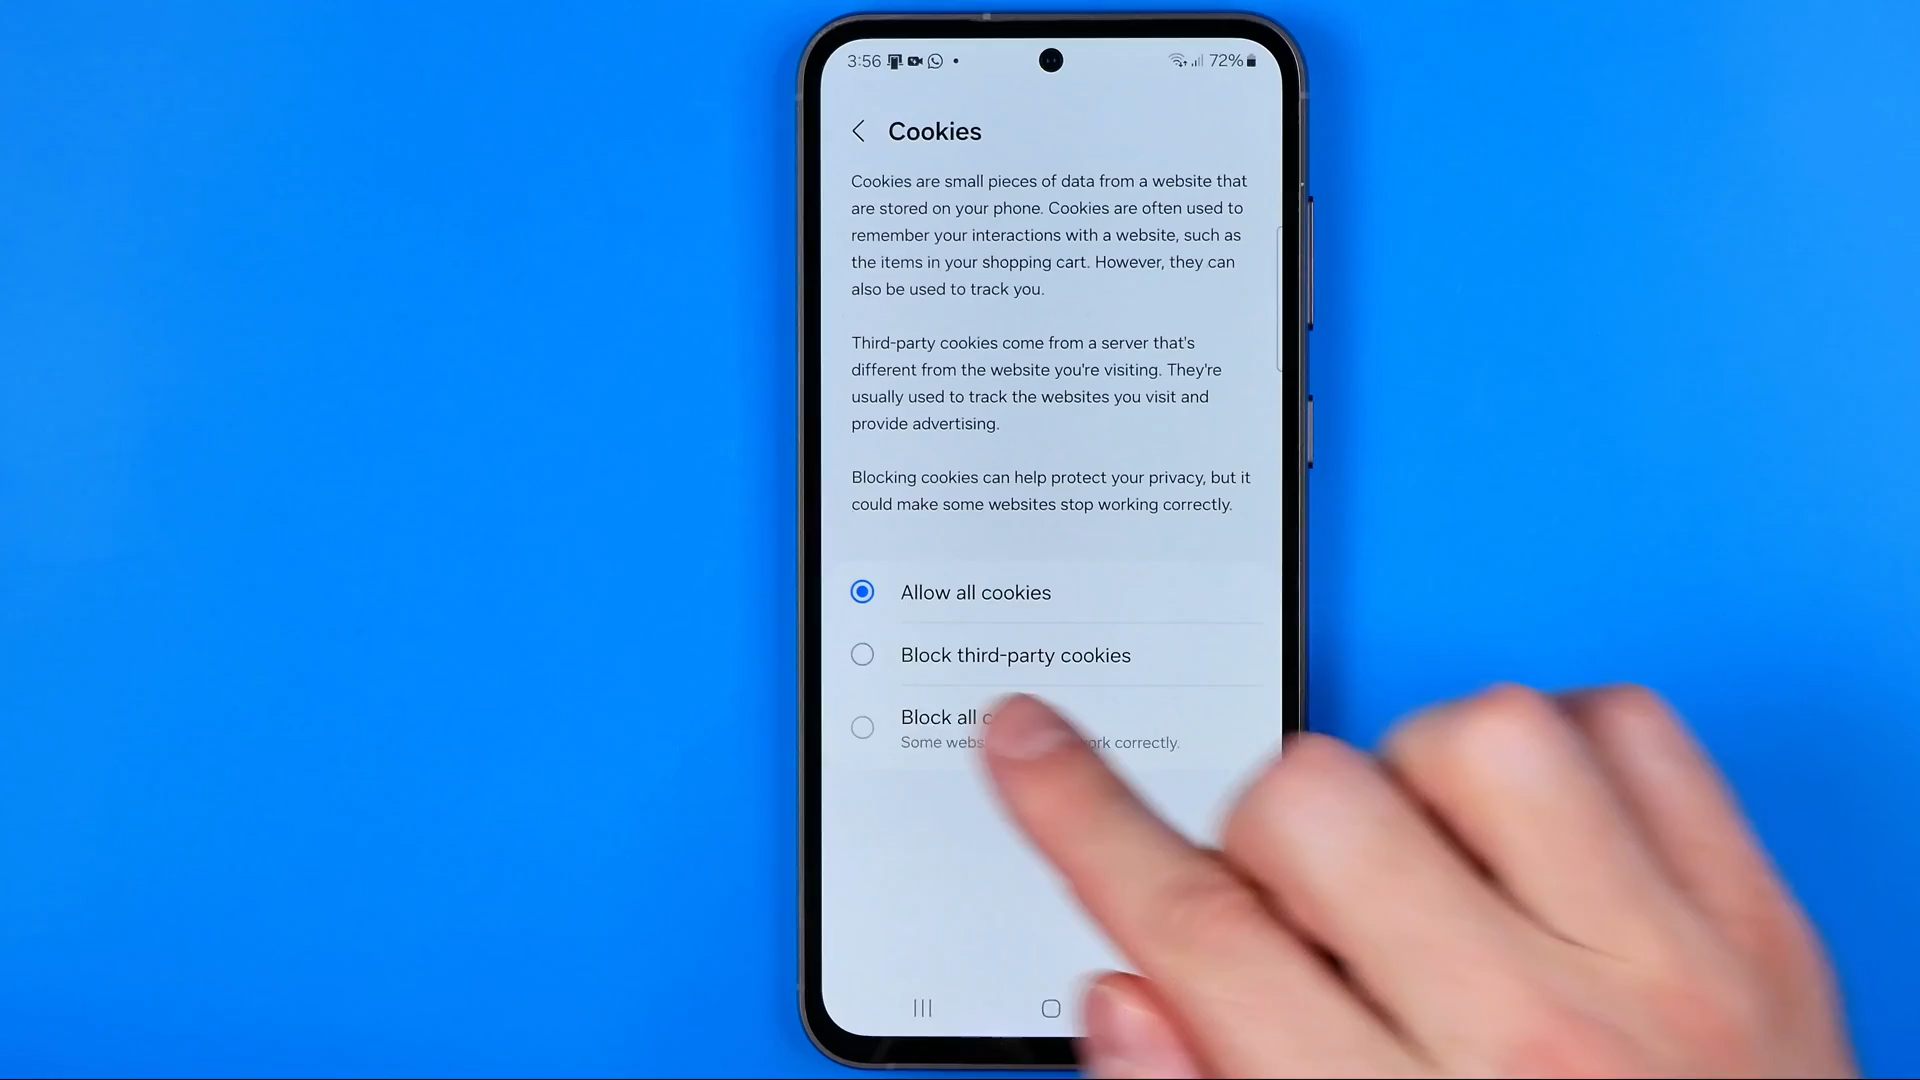 3:56
72%
Cookies
Cookies are small pieces of data from a website that
are stored on your phone. Cookies are often used to
remember your interactions with a website, such as
the items in your shopping cart. However, they can
also be used to track you.
Third-party cookies come from a server that's
different from the website you're visiting. They're
usually used to track the websites you visit and
provide advertising.
Blocking cookies can help protect your privacy, but it
could make some websites stop working correctly.
Allow all cookies
Block third-party cookies
Block all
Some correctly.